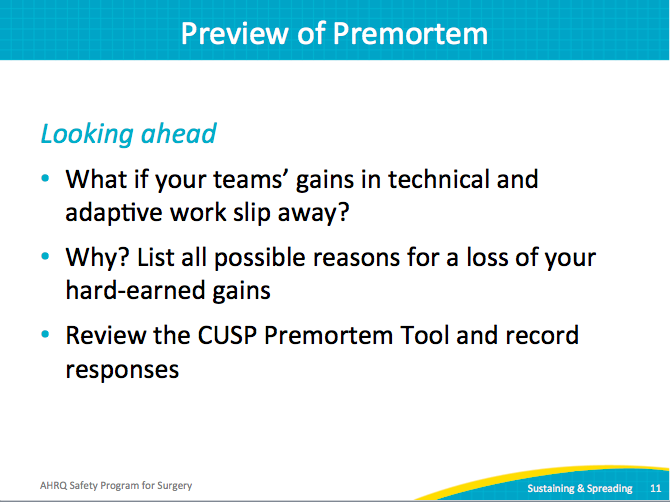 Preview of Premortem
Looking ahead
• What if your teams’ gains in technical and
adaptive work slip away?
• Why? List all possible reasons for a loss of your
hard-earned gains
• Review the CUSP Premortem Tool and record
responses
AHRQ Safety Program for Surgery
Sustaining & Spreading 11